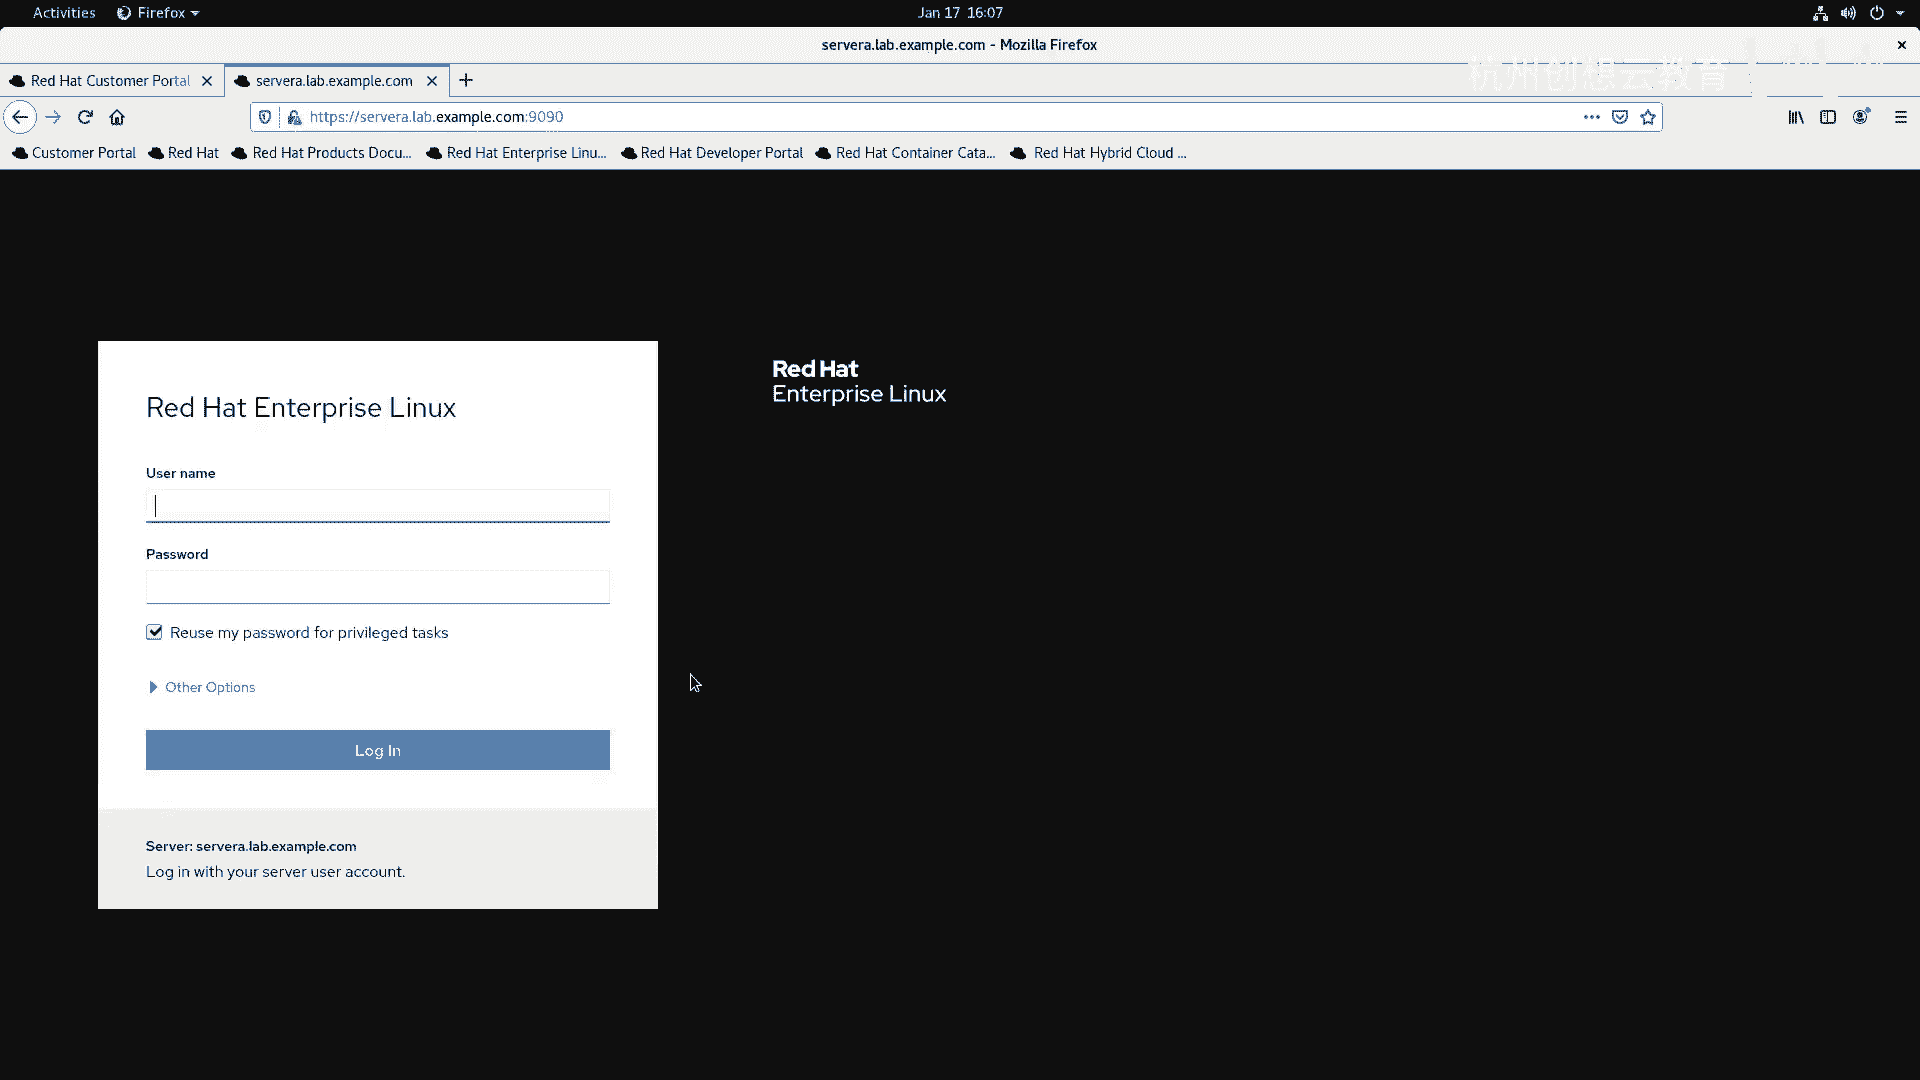 Activities
Firefox
Jan 17 16:07
servera.lab.example.com - Mozilla Firefox
Red Hat Customer Portal
servera.lab.example.com
杭州创想云教育
https://servera.lab.example.com:9090
Customer Portal
Red Hat
Red Hat Products Docu...
Red Hat Enterprise Linu...
Red Hat Developer Portal
Red Hat Container Cata...
Red Hat Hybrid Cloud ...
Red Hat Enterprise Linux
User name
Password
Reuse my password for privileged tasks
Other Options
Log In
Server: servera.lab.example.com
Log in with your server user account.
Red Hat
Enterprise Linux